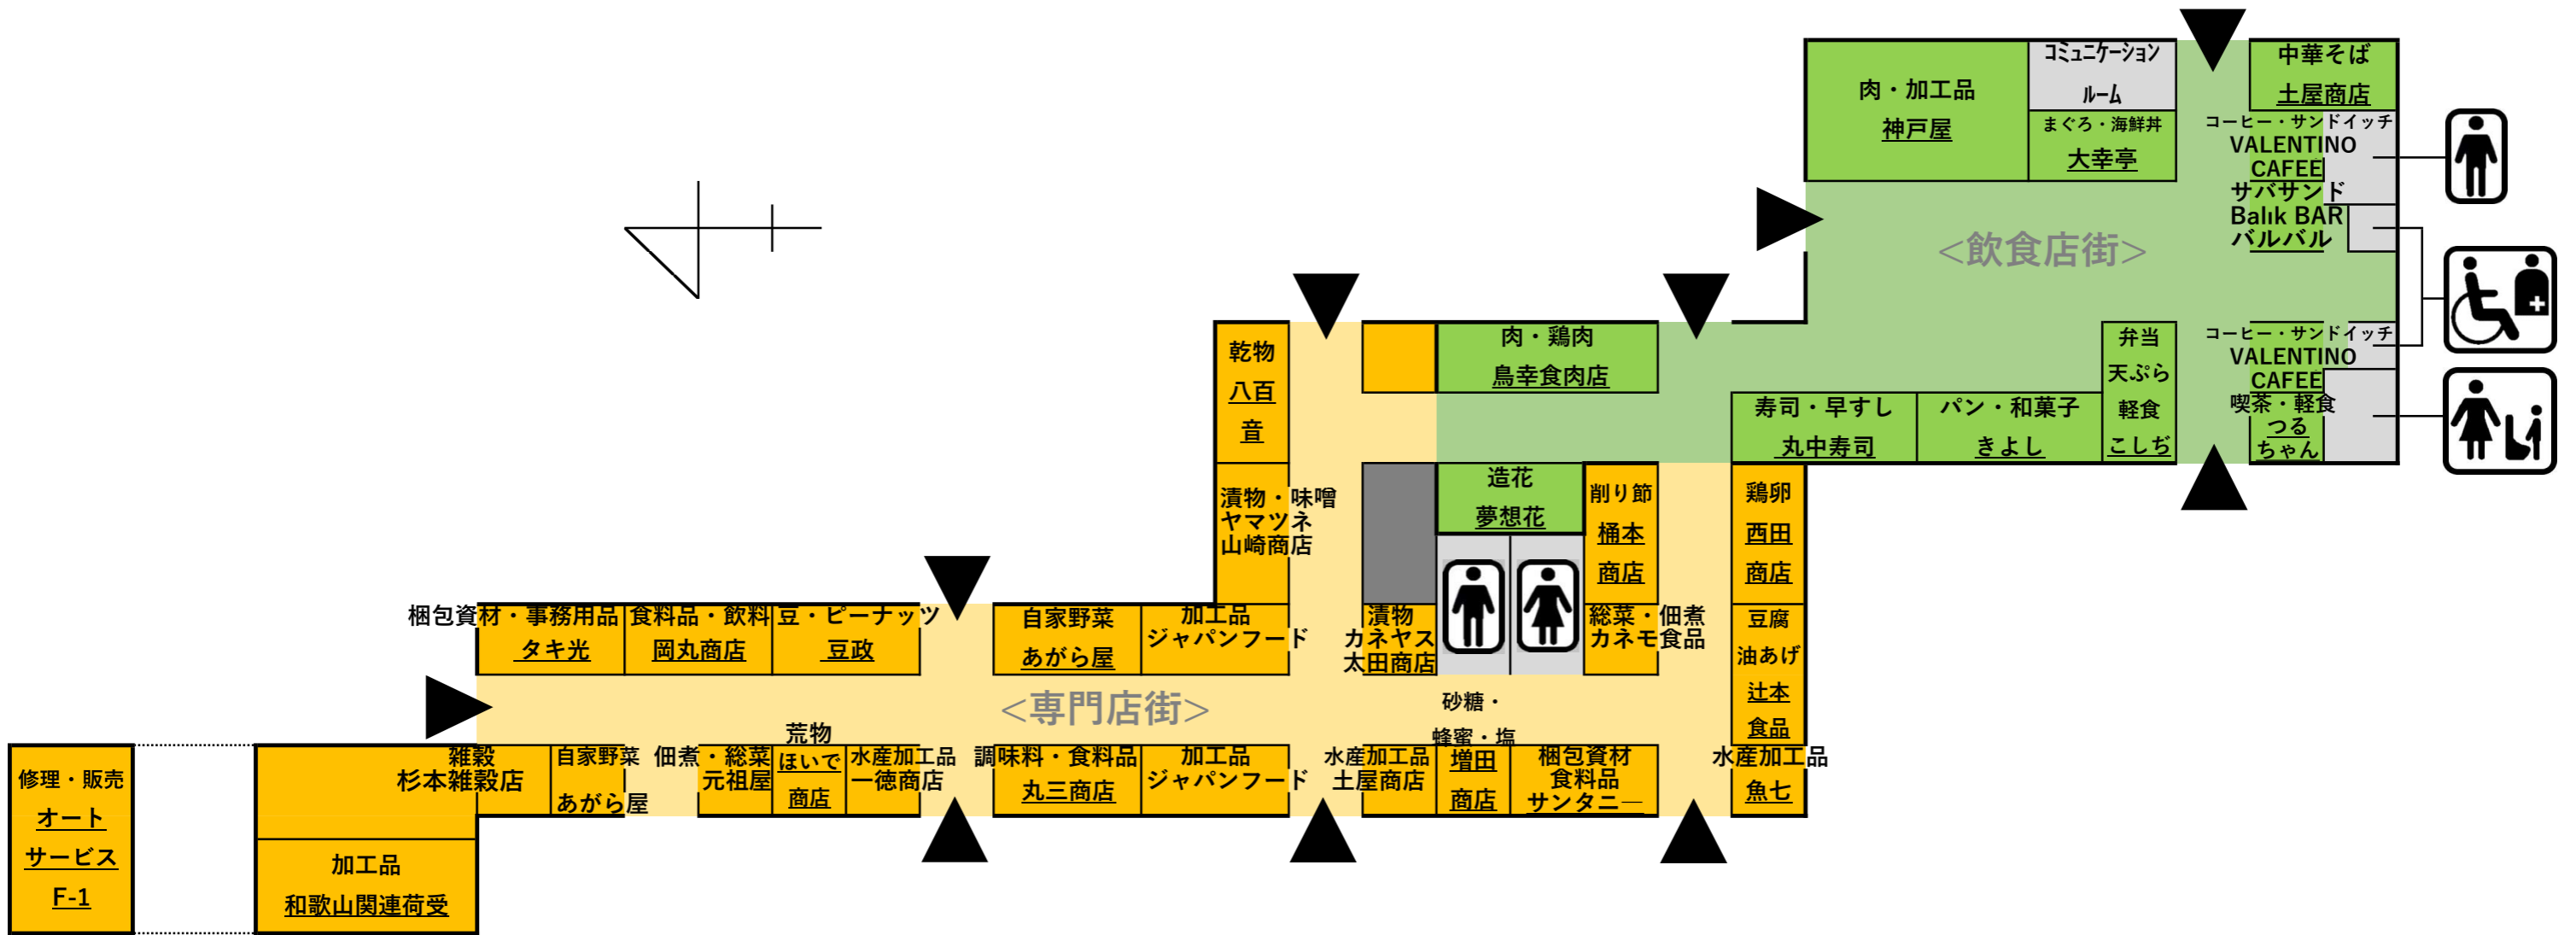 肉・加工品
神戸屋
コミュニケーション
ルーム
まぐろ・海鮮丼
大幸亭
中華そば
土屋商店
コーヒー・サンドイッチ
VALENTINO
CAFEE
サバサンド
Balık BAR
バルバル
<飲食店街>
乾物
八百
音
肉・鶏肉
鳥幸食肉店
寿司・早すし
丸中寿司
パン・和菓子
きよし
弁当
天ぷら
軽食
こしぢ
コーヒー・サンドイッチ
VALENTINO
CAFEE
喫茶・軽食
つる
ちゃん
漬物・味噌
ヤマツネ
山崎商店
造花
夢想花
削り節
桶本
商店
鶏卵
西田
商店
梱包資材・事務用品
タキ光
食料品・飲料
岡丸商店
豆・ピーナッツ
豆政
自家野菜
あがら屋
加工品
ジャパンフード
漬物
カネヤス
太田商店
総菜・佃煮
カネモ食品
豆腐
油あげ
辻本
食品
<専門店街>
修理・販売
オート
サービス
F-1
雑穀
杉本雑穀店
加工品
和歌山関連荷受
自家野菜
あがら屋
佃煮・総菜
元祖屋
荒物
ほいで
商店
水産加工品
一徳商店
調味料・食料品
丸三商店
加工品
ジャパンフード
水産加工品
土屋商店
砂糖・
蜂蜜・塩
増田
商店
梱包資材
食料品
サンタニ―
水産加工品
魚七